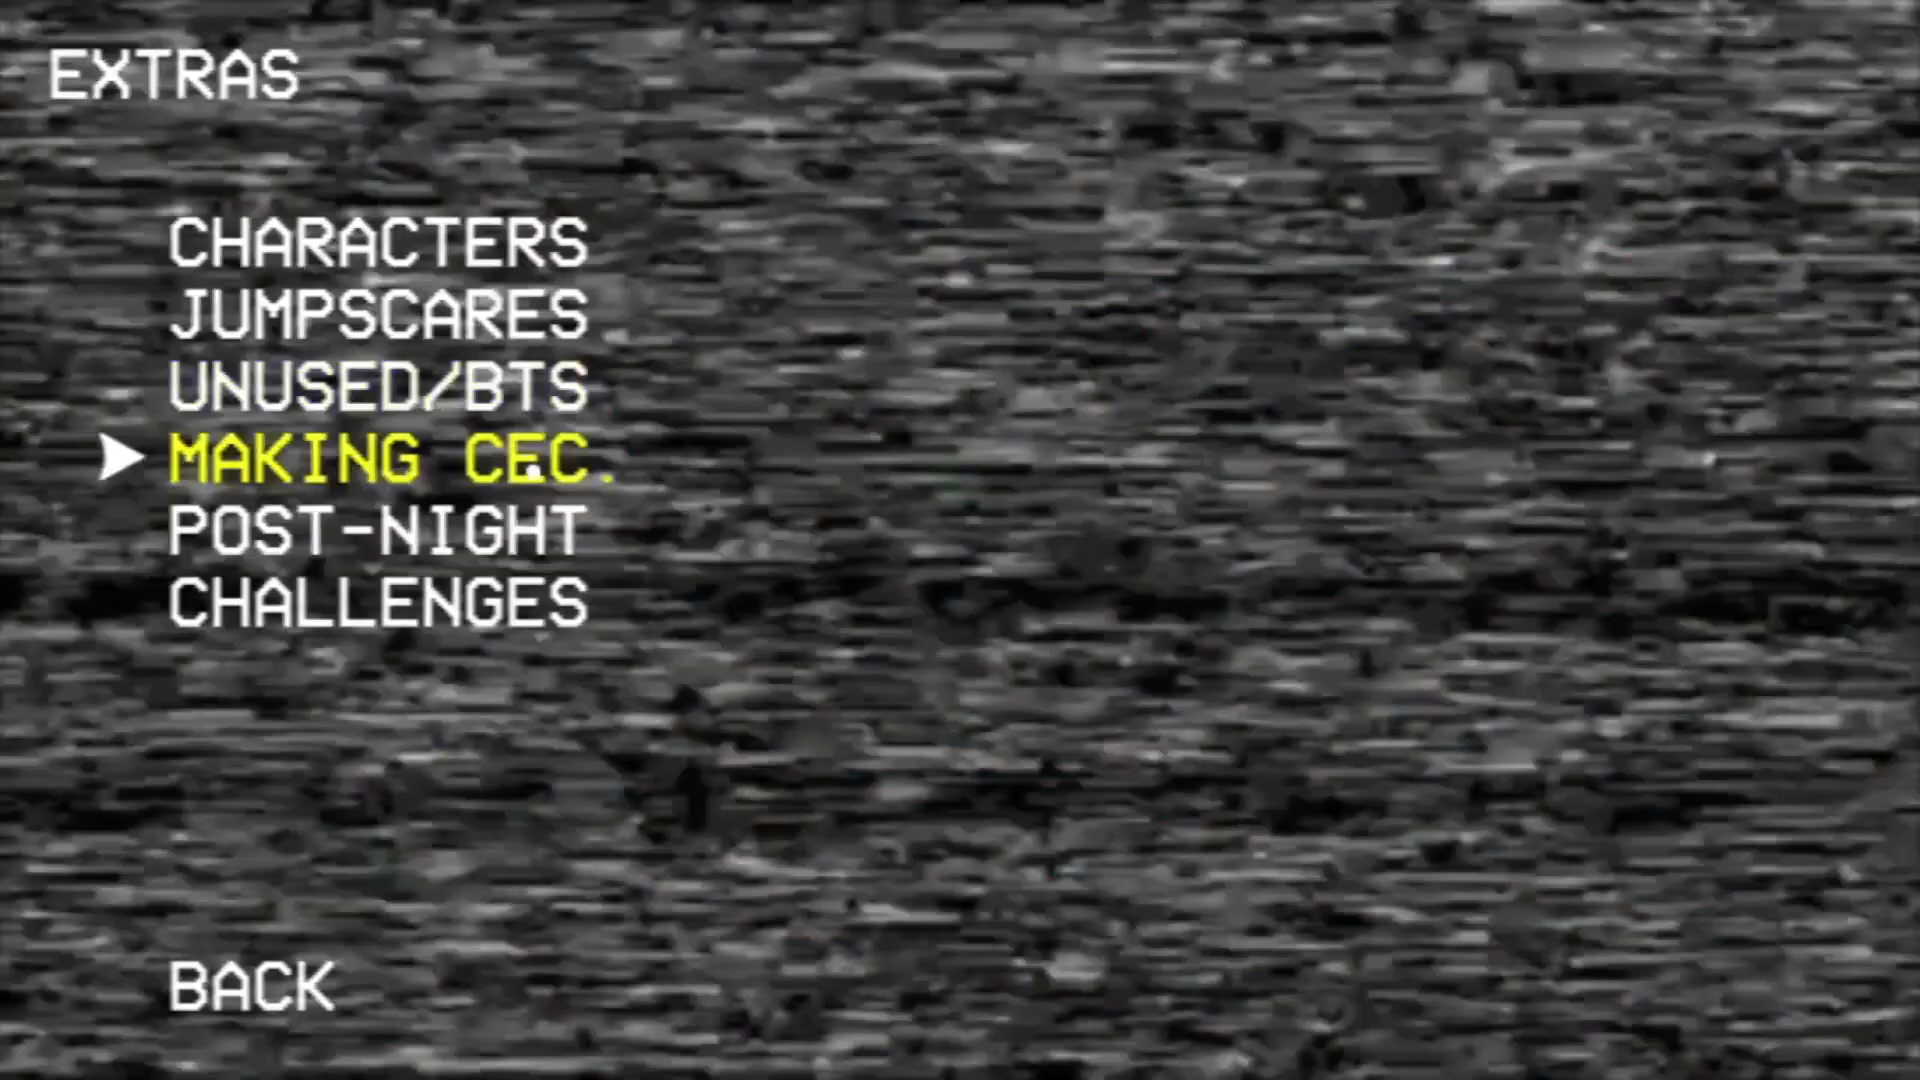 EXTRAS
CHARACTERS
JUMPSCARES
UNUSED/BTS
MAKING CEC.
POST-NIGHT
CHALLENGES
BACK